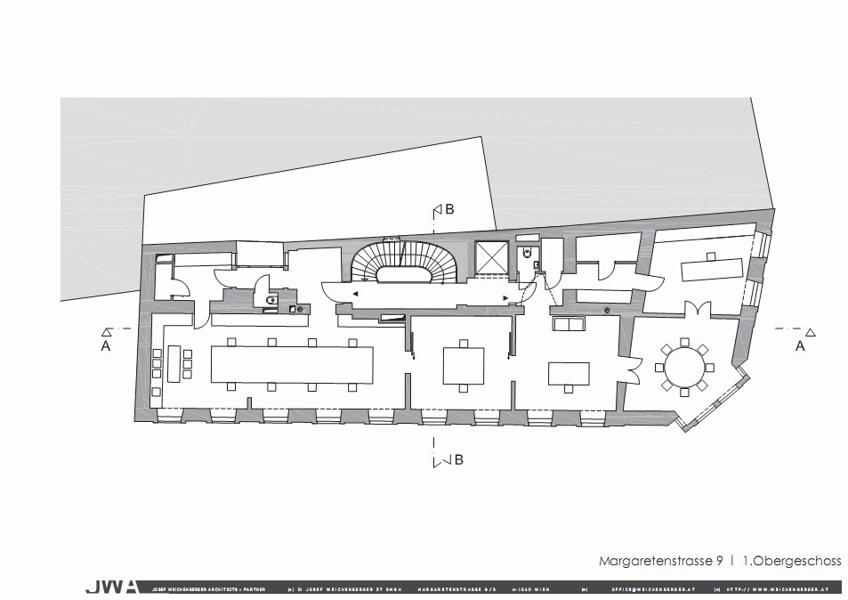 B
A
A
B
Margaretenstrasse 9 | 1.Obergeschoss
JWA JOSEF WEICHENBERGER ARCHITECTS + PARTNER [A] DI JOSEF WEICHENBERGER ZT GMBH MARGARETENSTRASSE 9/3 A-1040 WIEN [M] OFFICE@WEICHENBERGER.AT [H] HTTP://WWW.WEICHENBERGER.AT